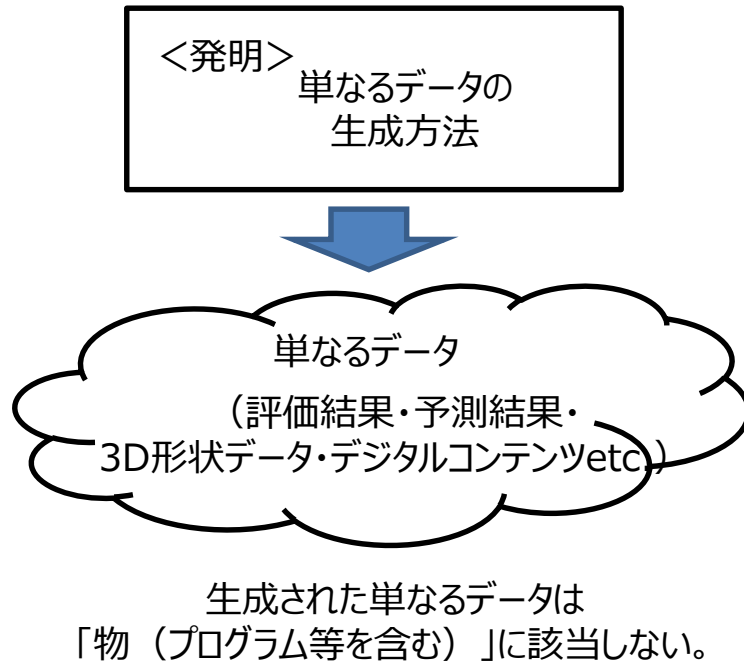 ＜発明＞
単なるデータの
生成方法
単なるデータ
（評価結果・予測結果・
3D形状データ・デジタルコンテンツetc.）
生成された単なるデータは
「物（プログラム等を含む）」に該当しない。